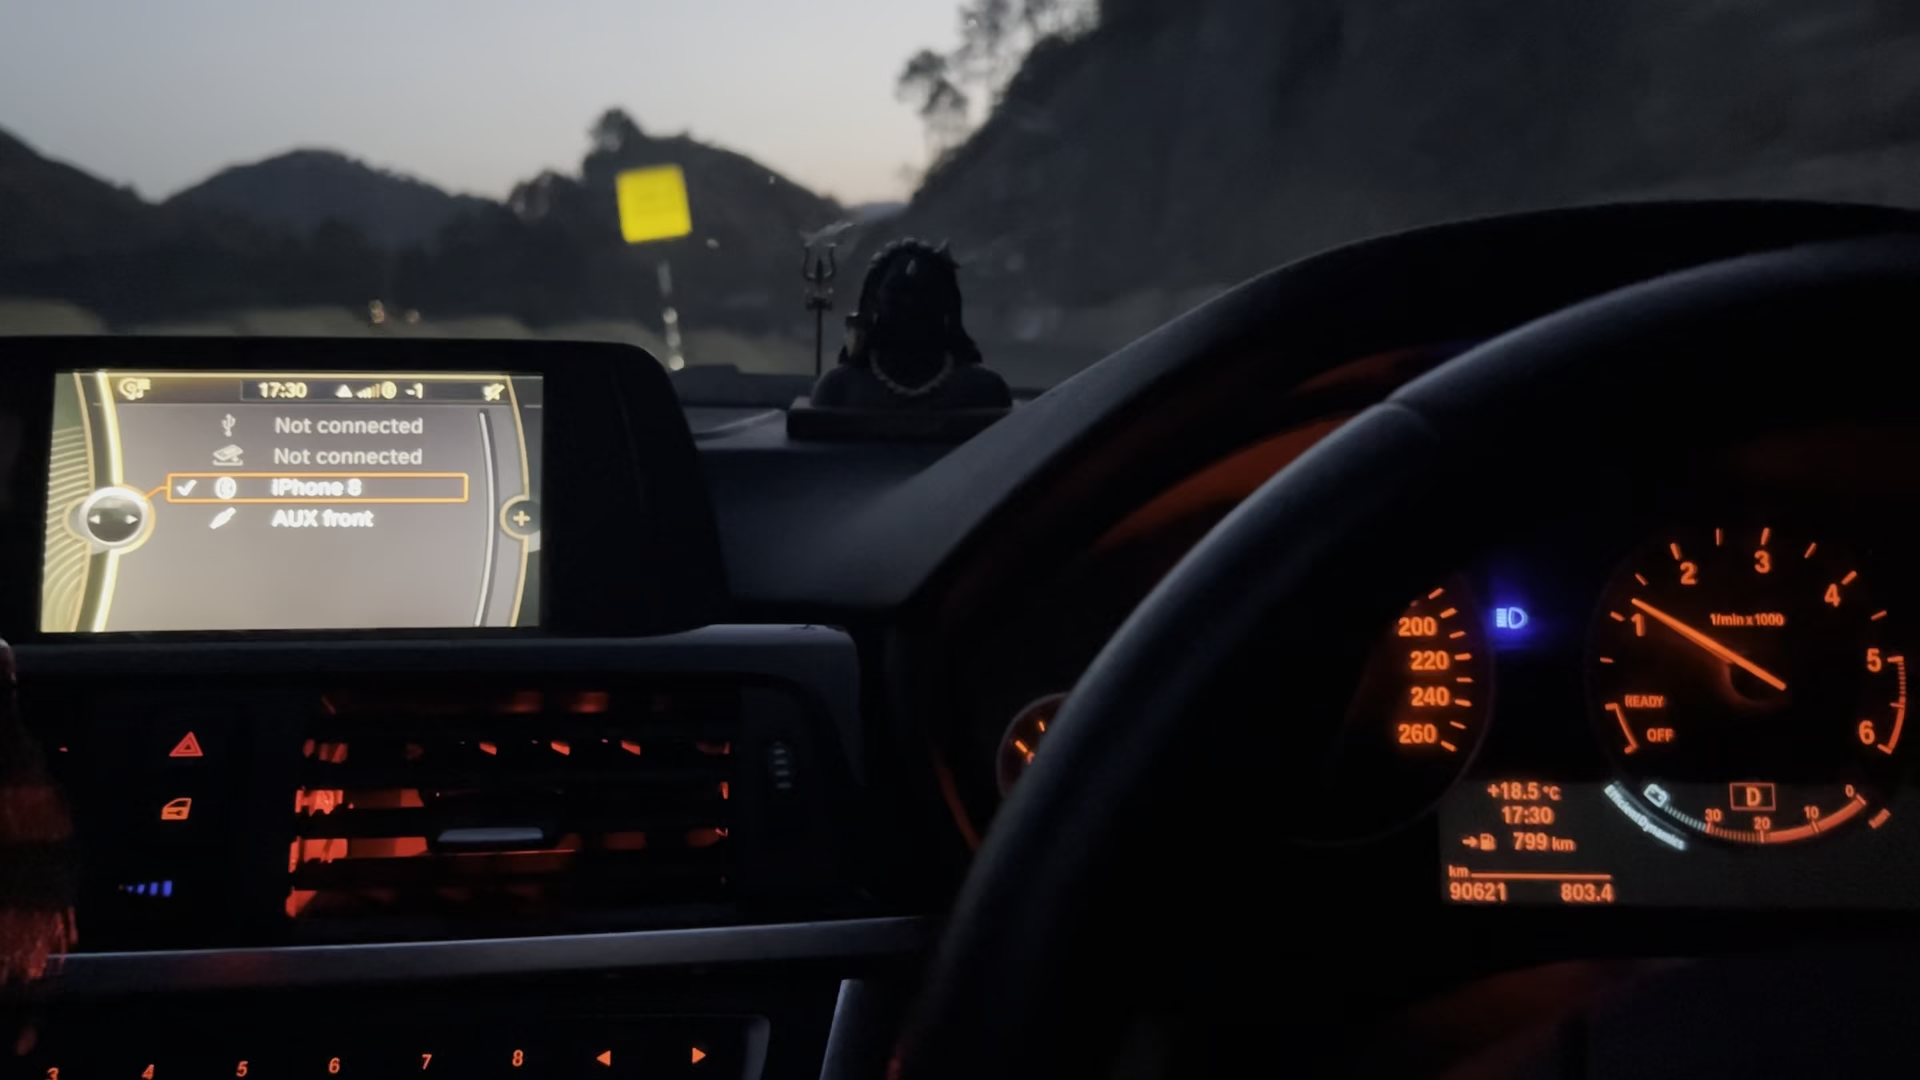 17:30 -1
Not connected
Not connected
iPhone 8
AUX front
200
220
240
260
1 2 3 4 5 6
1/min x 1000
READY
OFF
+18.5 °C
17:30
799 km
km
90621 803.4
EfficientDynamics
D
30 20 10 0
3 4 5 6 7 8